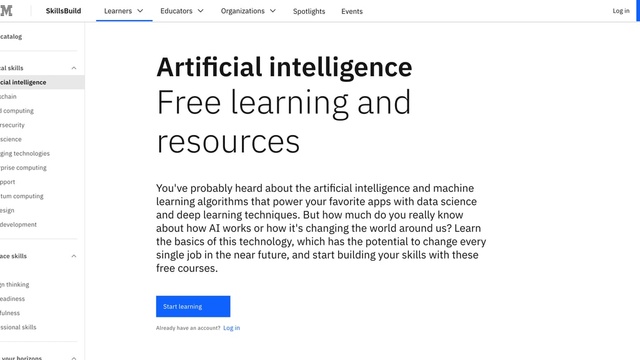 M SkillsBuild Learners Educators Organizations Spotlights Events Log in
catalog
al skills
cial intelligence
kchain
d computing
rsecurity
science
ging technologies
rprise computing
pport
tum computing
esign
development
ace skills
gn thinking
eadiness
fulness
ssional skills
your horizons
Artificial intelligence
Free learning and
resources
You've probably heard about the artificial intelligence and machine
learning algorithms that power your favorite apps with data science
and deep learning techniques. But how much do you really know
about how AI works or how it's changing the world around us? Learn
the basics of this technology, which has the potential to change every
single job in the near future, and start building your skills with these
free courses.
Start learning
Already have an account? Log in